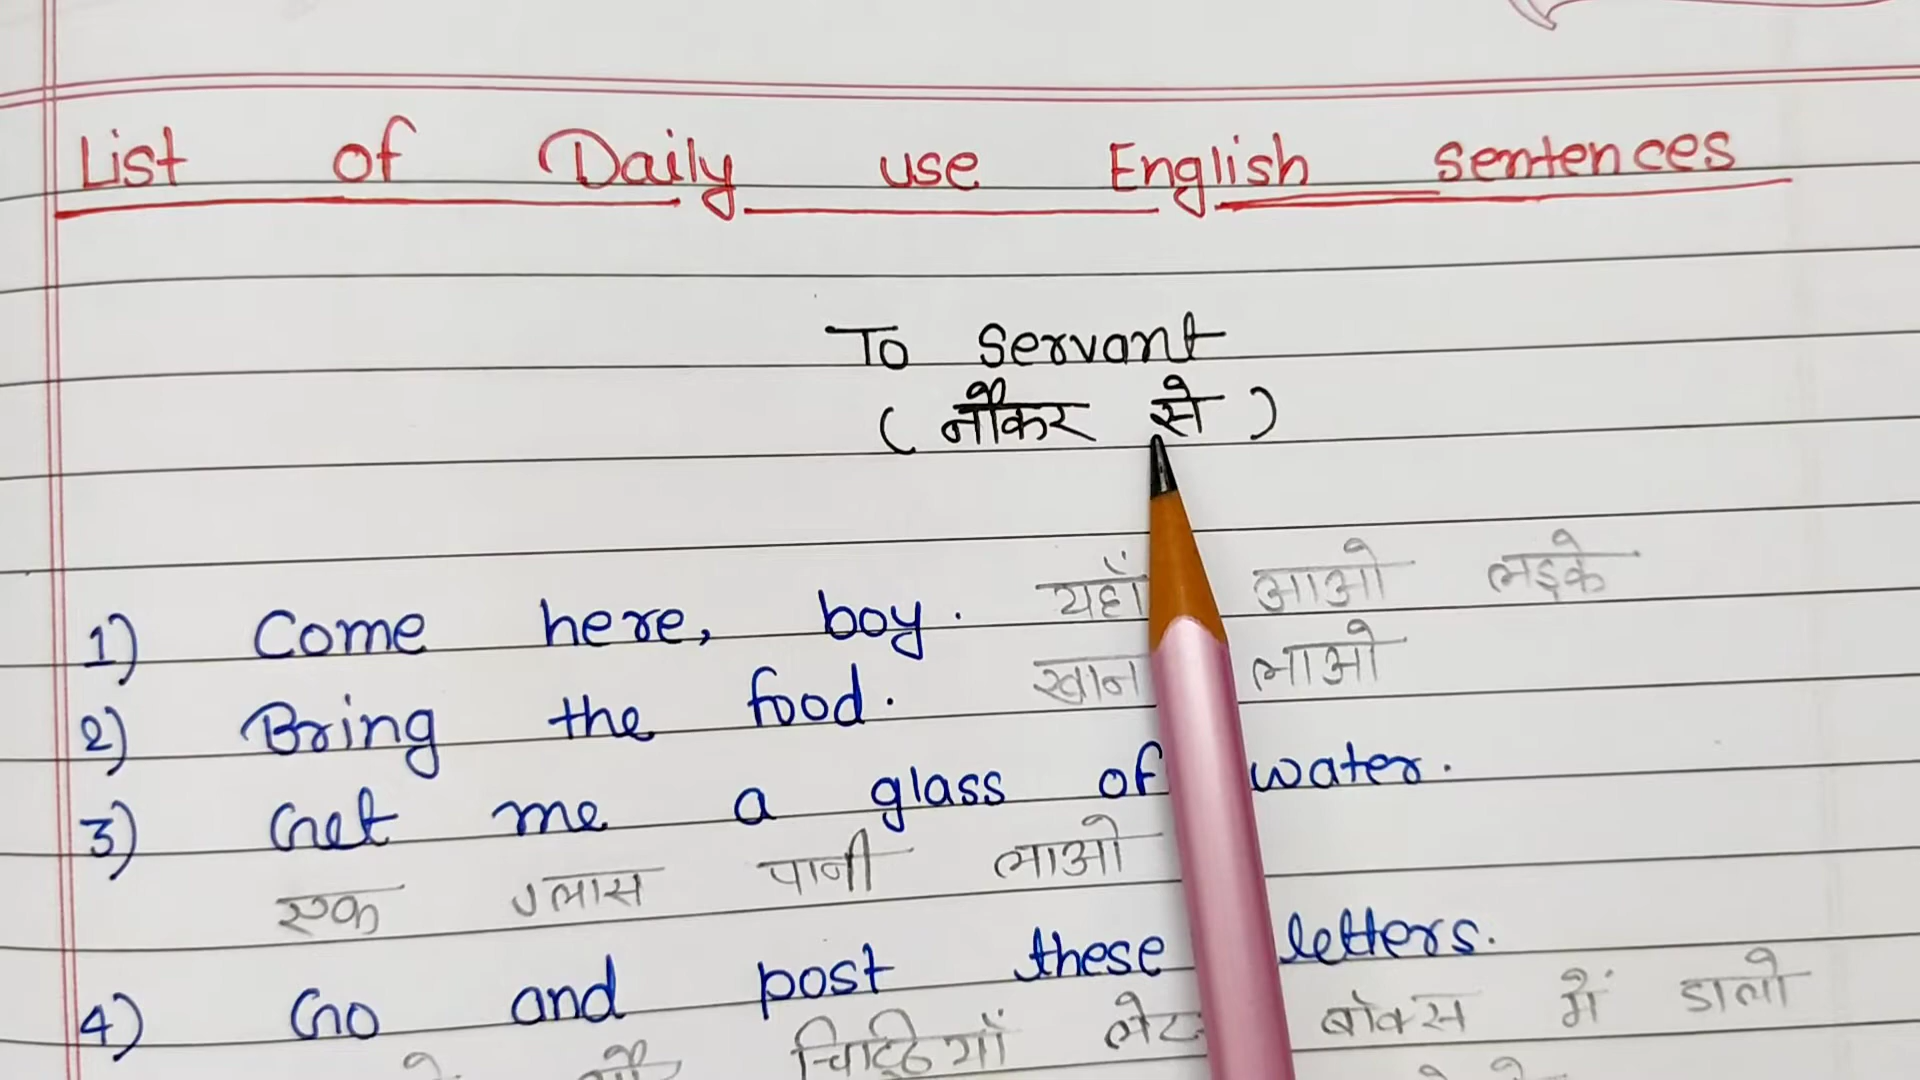 List of Daily use English sentences
To servant
( नौकर से )
1) Come here, boy. यहाँ आओ लड़के
2) Bring the food. खान लाओ
3) Get me a glass of water.
एक ग्लास पानी लाओ
4) Go and post these letters.
चिट्ठियाँ बॉक्स में डालो